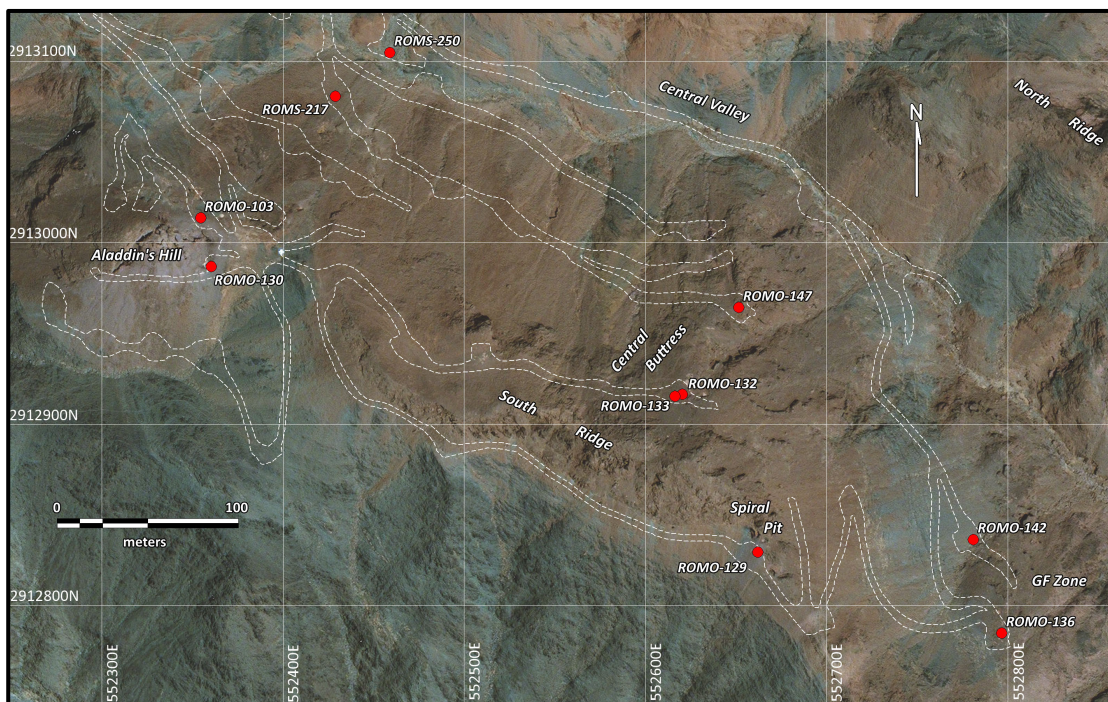 ROMS-250
2913100N
Central Valley
North
Ridge
ROMS-217
N
ROMO-103
2913000N
Aladdin's Hill
ROMO-130
ROMO-147
Central
Buttress
ROMO-132
ROMO-133
South
Ridge
2912900N
0 100
meters
Spiral
Pit
ROMO-142
ROMO-129
GF Zone
2912800N
ROMO-136
552300E
552400E
552500E
552600E
552700E
552800E